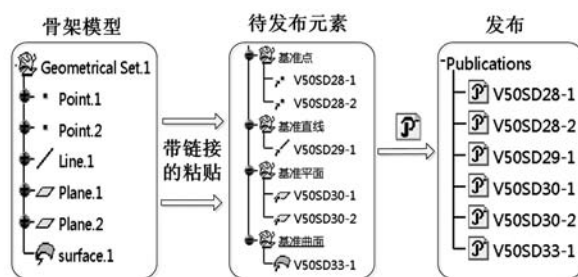 骨架模型
Geometrical Set.1
Point.1
Point.2
Line.1
Plane.1
Plane.2
surface.1
带链接
的粘贴
待发布元素
基准点
V50SD28-1
V50SD28-2
基准直线
V50SD29-1
基准平面
V50SD30-1
V50SD30-2
基准曲面
V50SD33-1
发布
Publications
V50SD28-1
V50SD28-2
V50SD29-1
V50SD30-1
V50SD30-2
V50SD33-1